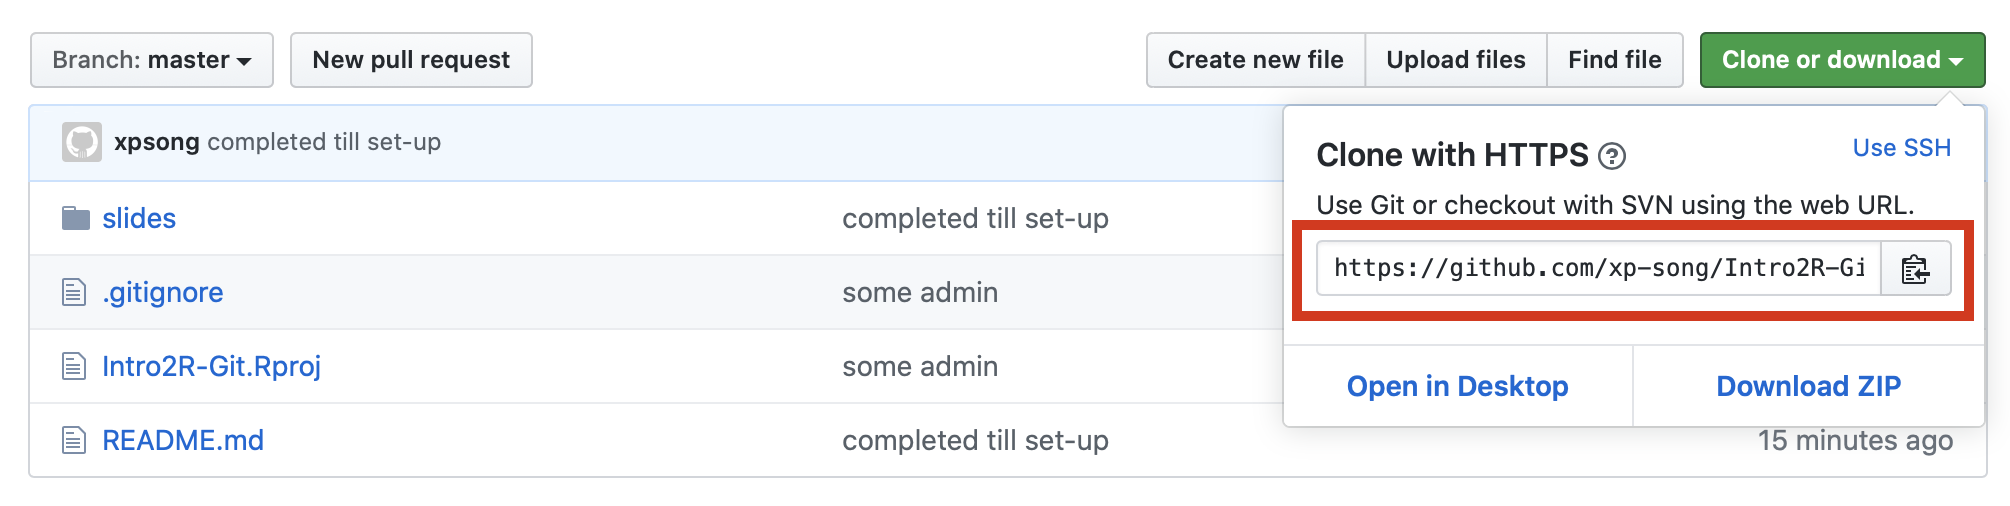 Branch: master
New pull request
Create new file
Upload files
Find file
Clone or download
xpsong completed till set-up
Clone with HTTPS ?
Use SSH
Use Git or checkout with SVN using the web URL.
https://github.com/xp-song/Intro2R-Gi
Open in Desktop
Download ZIP
slides
completed till set-up
.gitignore
some admin
Intro2R-Git.Rproj
some admin
README.md
completed till set-up
15 minutes ago